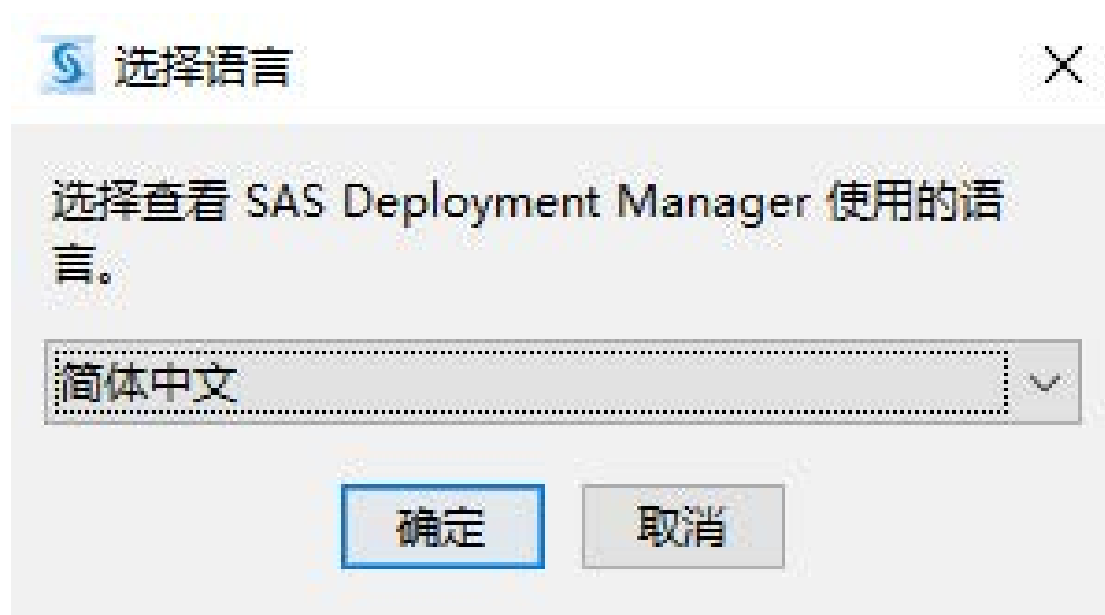 选择语言
选择查看 SAS Deployment Manager 使用的语
言。
简体中文
确定 取消